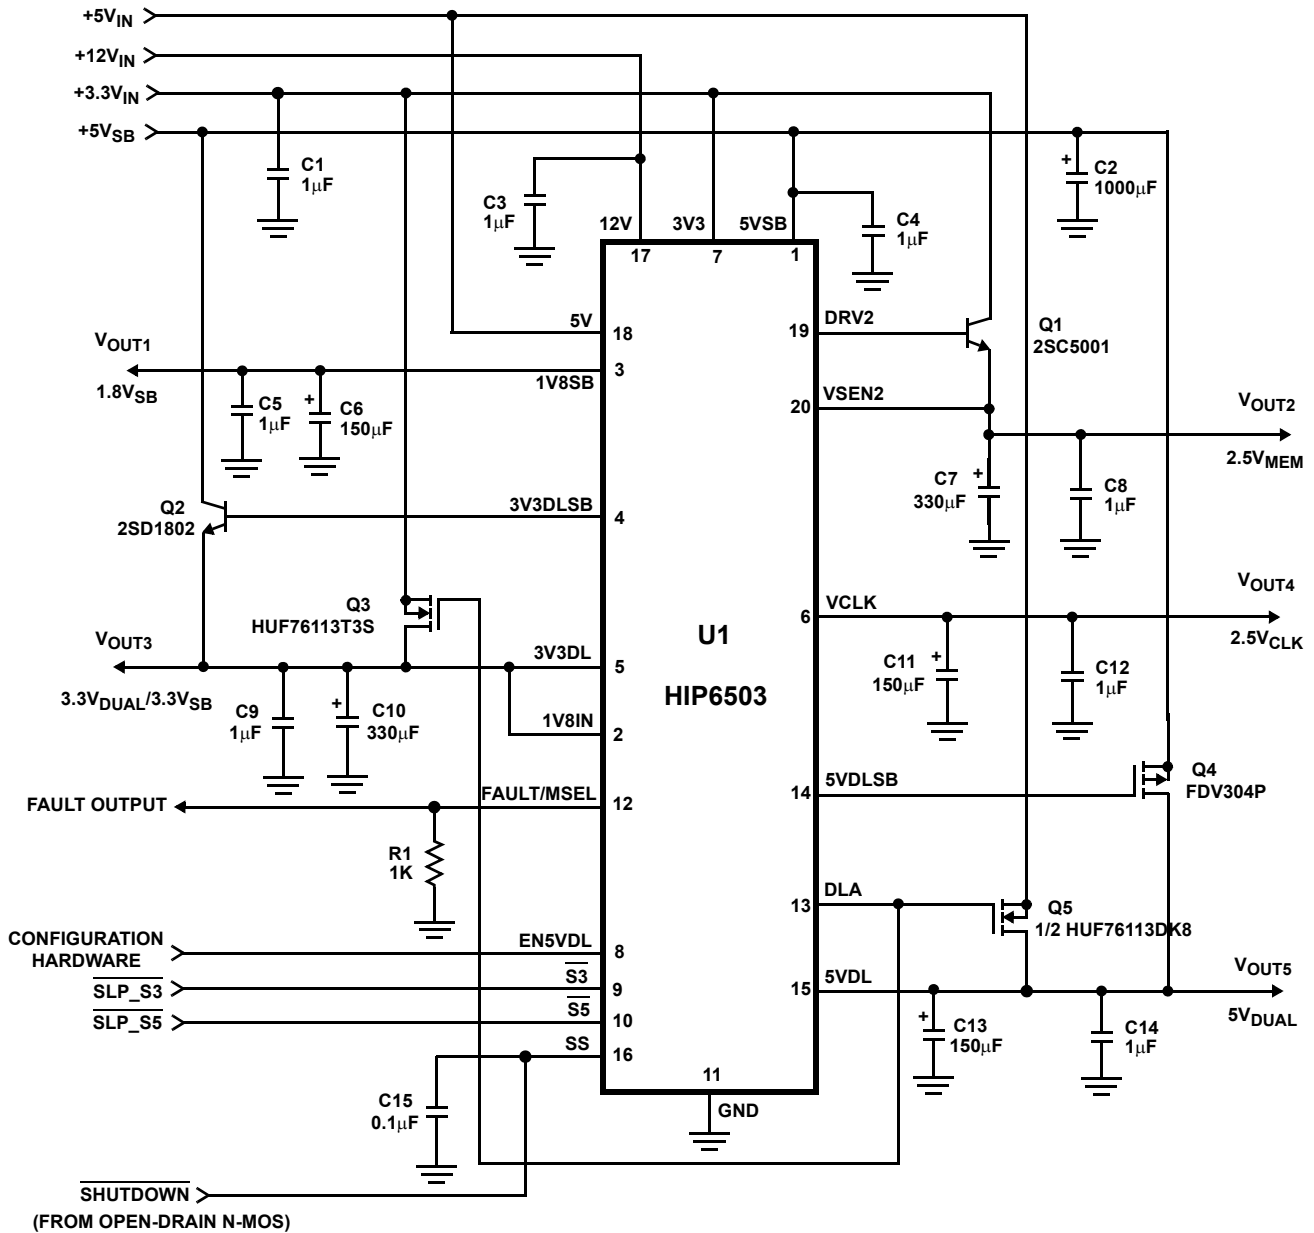 +5VIN
+12VIN
+3.3VIN
+5VSB
C1
1μF
C3
1μF
12V
17
3V3
7
5VSB
1
C4
1μF
C2
1000μF
5V
18
DRV2
19
Q1
2SC5001
VOUT1
1.8VSB
1V8SB
3
C5
1μF
C6
150μF
VSEN2
20
VOUT2
2.5VMEM
C7
330μF
C8
1μF
Q2
2SD1802
3V3DLSB
4
Q3
HUF76113T3S
U1
HIP6503
VCLK
6
VOUT4
2.5VCLK
C11
150μF
C12
1μF
VOUT3
3.3VDUAL/3.3VSB
3V3DL
5
C9
1μF
C10
330μF
1V8IN
2
5VDLSB
14
Q4
FDV304P
FAULT OUTPUT
FAULT/MSEL
12
R1
1K
DLA
13
Q5
1/2 HUF76113DK8
CONFIGURATION
HARDWARE
EN5VDL
8
SLP_S3
S3
9
SLP_S5
S5
10
SS
16
5VDL
15
VOUT5
5VDUAL
C13
150μF
C14
1μF
C15
0.1μF
11
GND
SHUTDOWN
(FROM OPEN-DRAIN N-MOS)